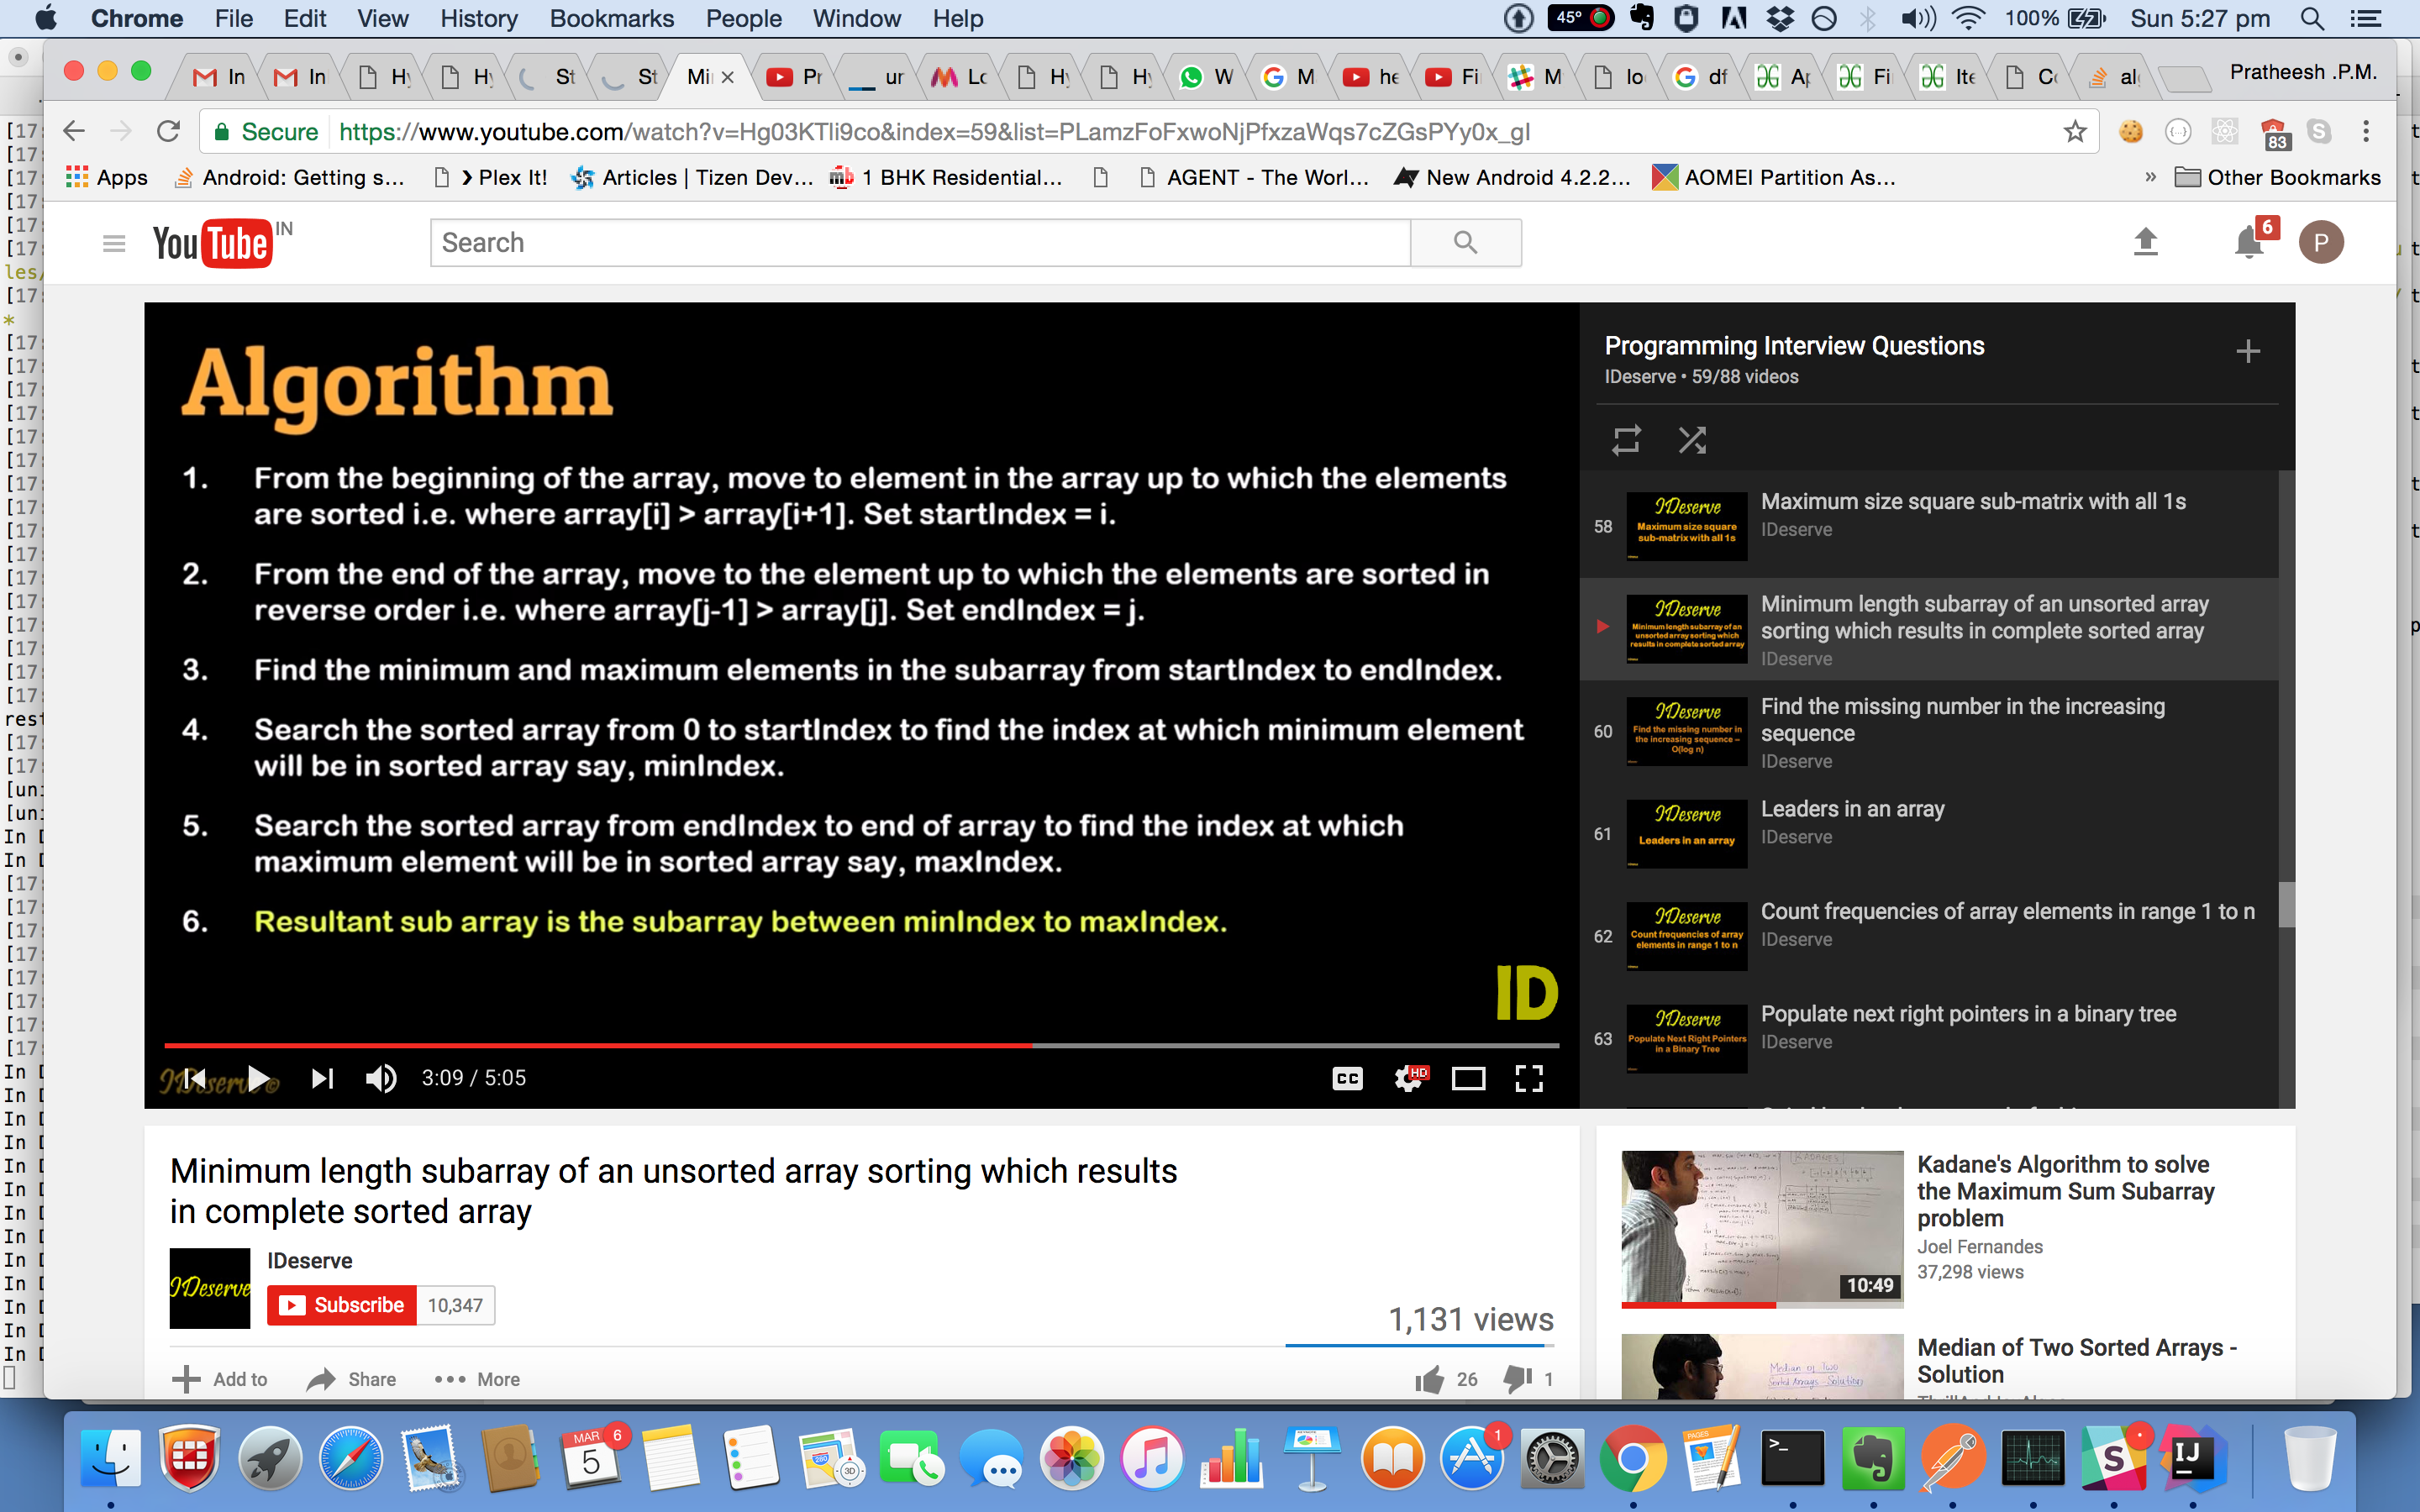 Chrome File Edit View History Bookmarks People Window Help
45° 100% Sun 5:27 pm
In In Hy Hy St St Mi Pr ur Lo Hy Hy W M he Fi M lo df Ap Fi Ite Co al Pratheesh .P.M.
Secure https://www.youtube.com/watch?v=Hg03KTli9co&index=59&list=PLamzFoFxwoNjPfxzaWqs7cZGsPYy0x_gI
83
Apps Android: Getting s... Plex It! Articles | Tizen Dev... 1 BHK Residential... AGENT - The Worl... New Android 4.2.2... AOMEI Partition As... » Other Bookmarks
YouTube IN
Search
6
P
Algorithm
1. From the beginning of the array, move to element in the array up to which the elements
are sorted i.e. where array[i] > array[i+1]. Set startIndex = i.
2. From the end of the array, move to the element up to which the elements are sorted in
reverse order i.e. where array[j-1] > array[j]. Set endIndex = j.
3. Find the minimum and maximum elements in the subarray from startIndex to endIndex.
4. Search the sorted array from 0 to startIndex to find the index at which minimum element
will be in sorted array say, minIndex.
5. Search the sorted array from endIndex to end of array to find the index at which
maximum element will be in sorted array say, maxIndex.
6. Resultant sub array is the subarray between minIndex to maxIndex.
ID
IDeserve©
3:09 / 5:05
CC
HD
Programming Interview Questions
IDeserve • 59/88 videos
58
IDeserve
Maximum size square
sub-matrix with all 1s
Maximum size square sub-matrix with all 1s
IDeserve
IDeserve
Minimum length subarray of an
unsorted array sorting which
results in complete sorted array
Minimum length subarray of an unsorted array
sorting which results in complete sorted array
IDeserve
60
IDeserve
Find the missing number in
the increasing sequence –
O(log n)
Find the missing number in the increasing
sequence
IDeserve
61
IDeserve
Leaders in an array
Leaders in an array
IDeserve
62
IDeserve
Count frequencies of array
elements in range 1 to n
Count frequencies of array elements in range 1 to n
IDeserve
63
IDeserve
Populate Next Right Pointers
in a Binary Tree
Populate next right pointers in a binary tree
IDeserve
Minimum length subarray of an unsorted array sorting which results
in complete sorted array
IDeserve
IDeserve
Subscribe 10,347
1,131 views
Add to Share More
26 1
10:49
Kadane's Algorithm to solve
the Maximum Sum Subarray
problem
Joel Fernandes
37,298 views
Median of Two
Sorted Arrays - Solution
Median of Two Sorted Arrays -
Solution
MAR 6
5
280
3D
1
PAGES
>_
S
IJ